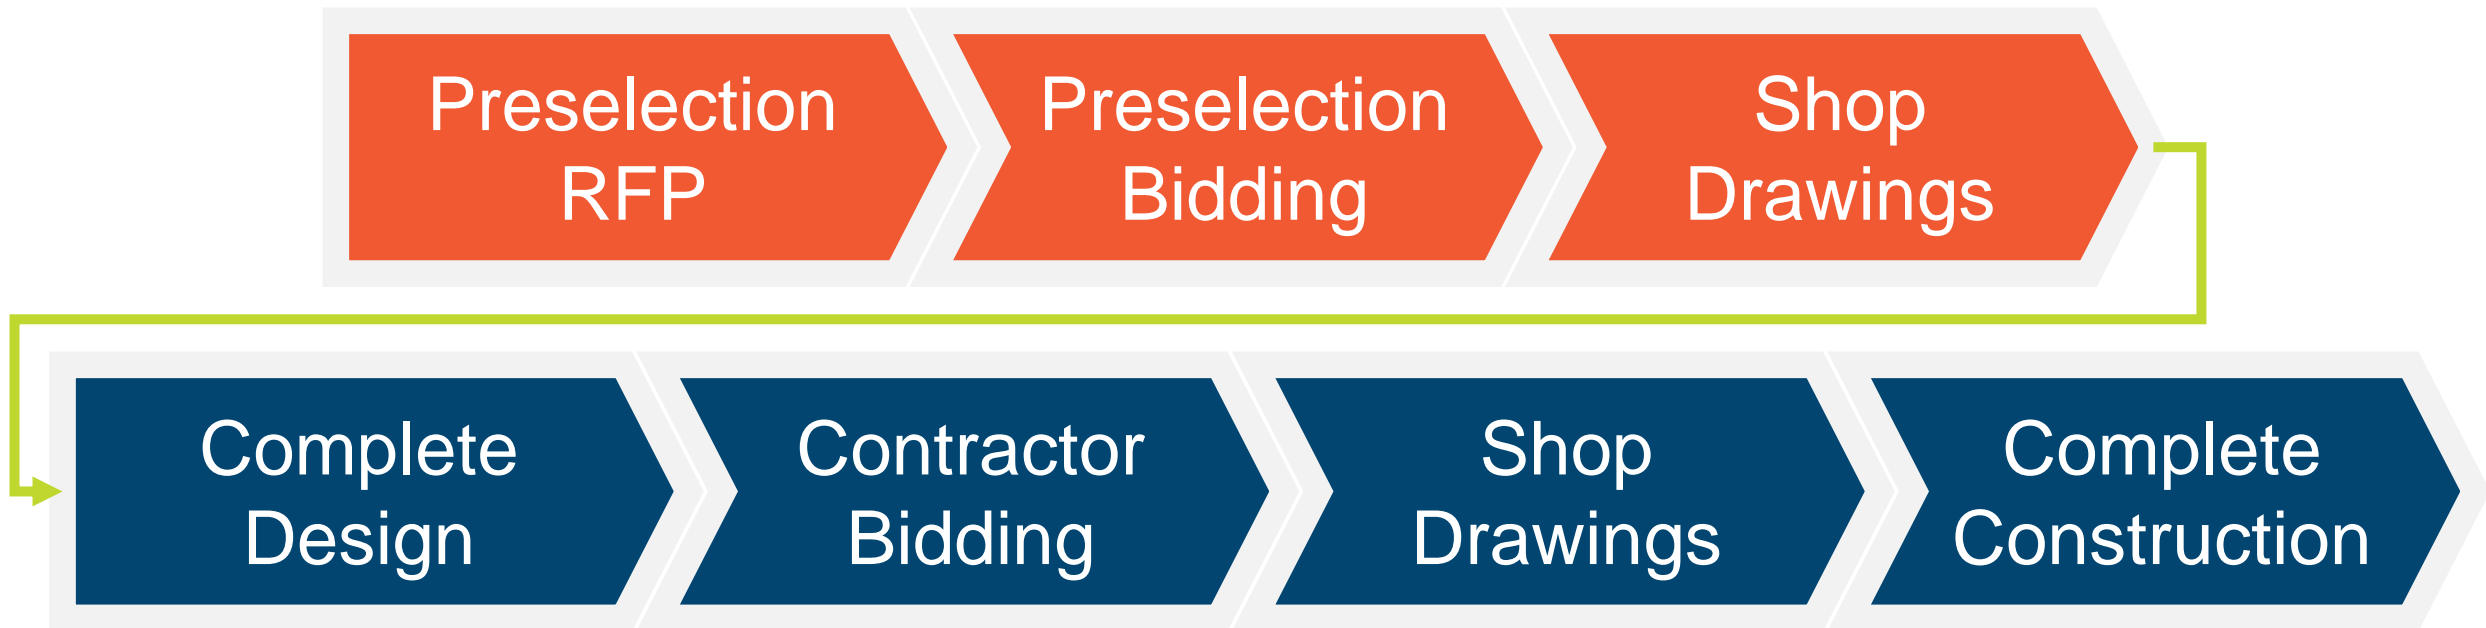 Preselection
RFP
Preselection
Bidding
Shop
Drawings
Complete
Design
Contractor
Bidding
Shop
Drawings
Complete
Construction